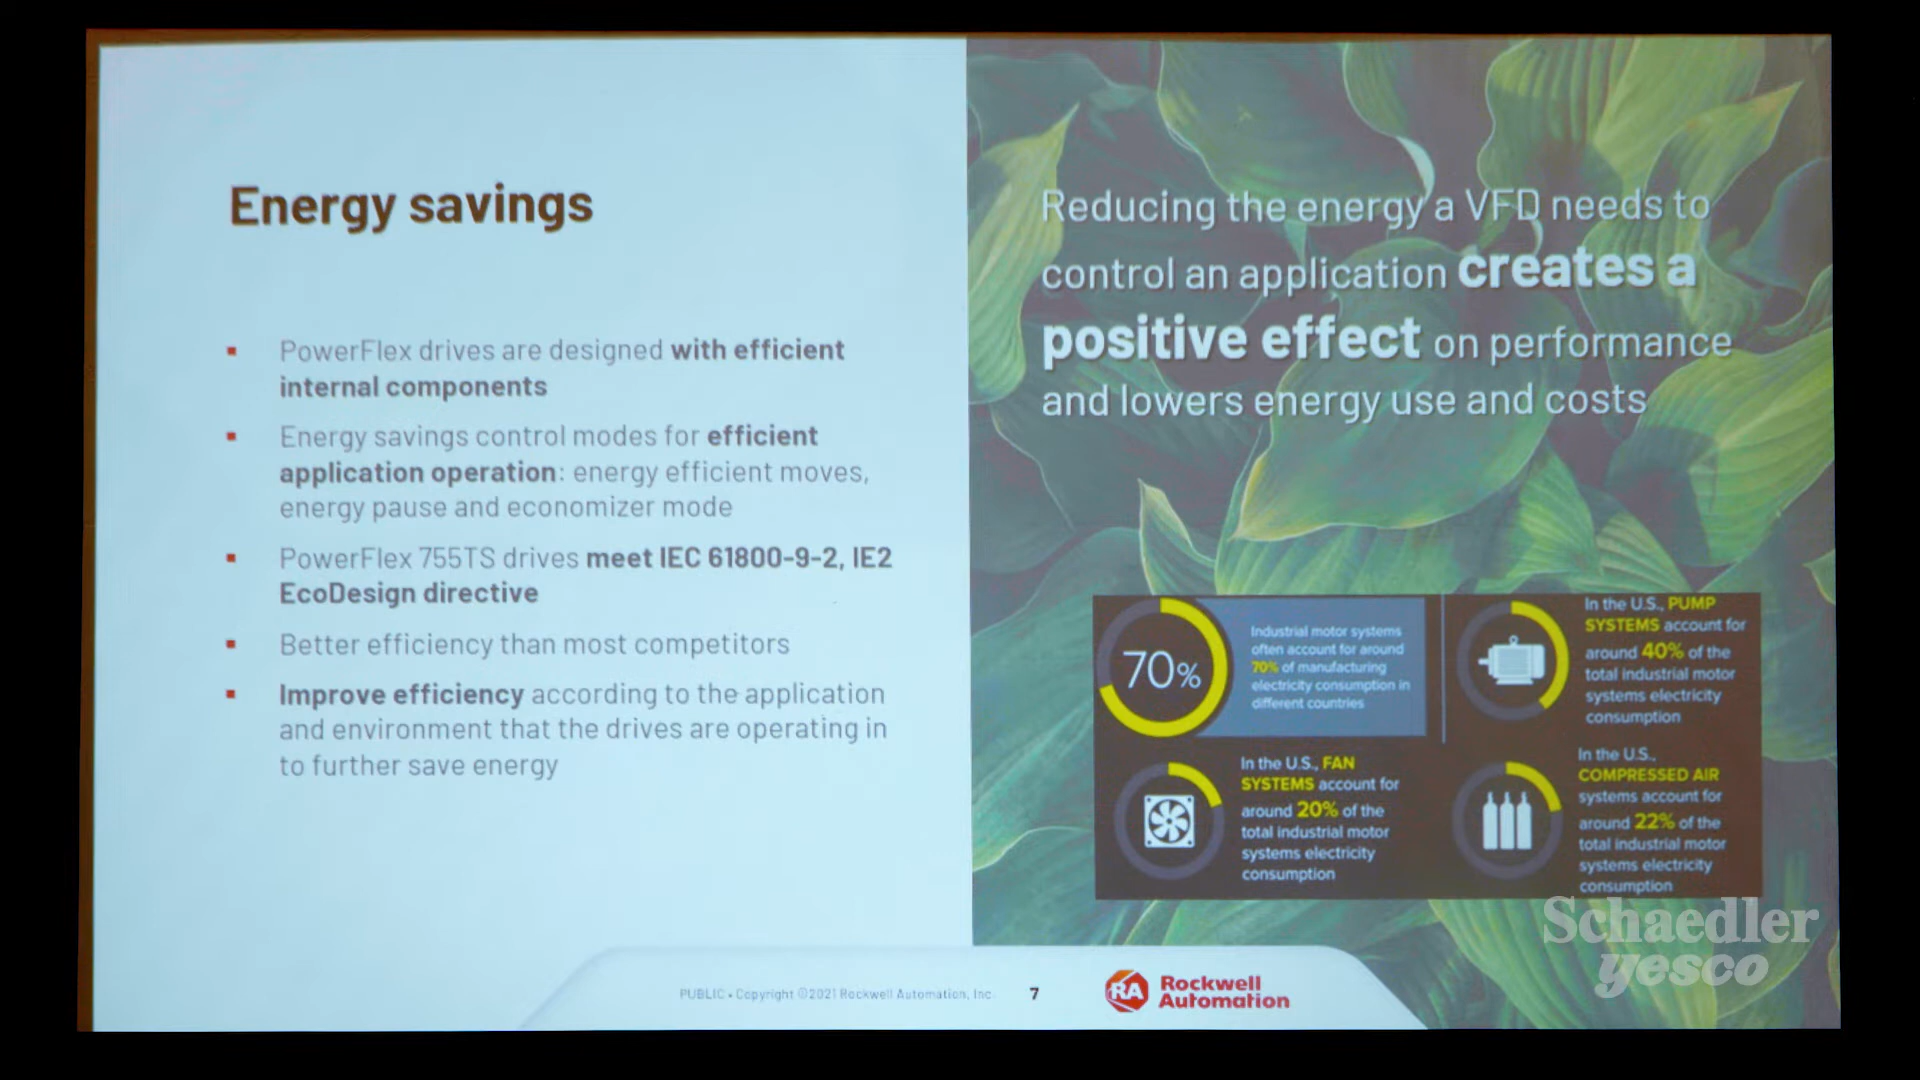 Energy savings
PowerFlex drives are designed with efficient
internal components
Energy savings control modes for efficient
application operation: energy efficient moves,
energy pause and economizer mode
PowerFlex 755TS drives meet IEC 61800-9-2, IE2
EcoDesign directive
Better efficiency than most competitors
Improve efficiency according to the application
and environment that the drives are operating in
to further save energy
Reducing the energy a VFD needs to
control an application creates a
positive effect on performance
and lowers energy use and costs
70%
Industrial motor systems
often account for around
70% of manufacturing
electricity consumption in
different countries
In the U.S., PUMP
SYSTEMS account for
around 40% of the
total industrial motor
systems electricity
consumption
In the U.S., FAN
SYSTEMS account for
around 20% of the
total industrial motor
systems electricity
consumption
In the U.S.,
COMPRESSED AIR
systems account for
around 22% of the
total industrial motor
systems electricity
consumption
Schaedler
yesco
PUBLIC • Copyright ©2021 Rockwell Automation, Inc.
7
RA
Rockwell
Automation